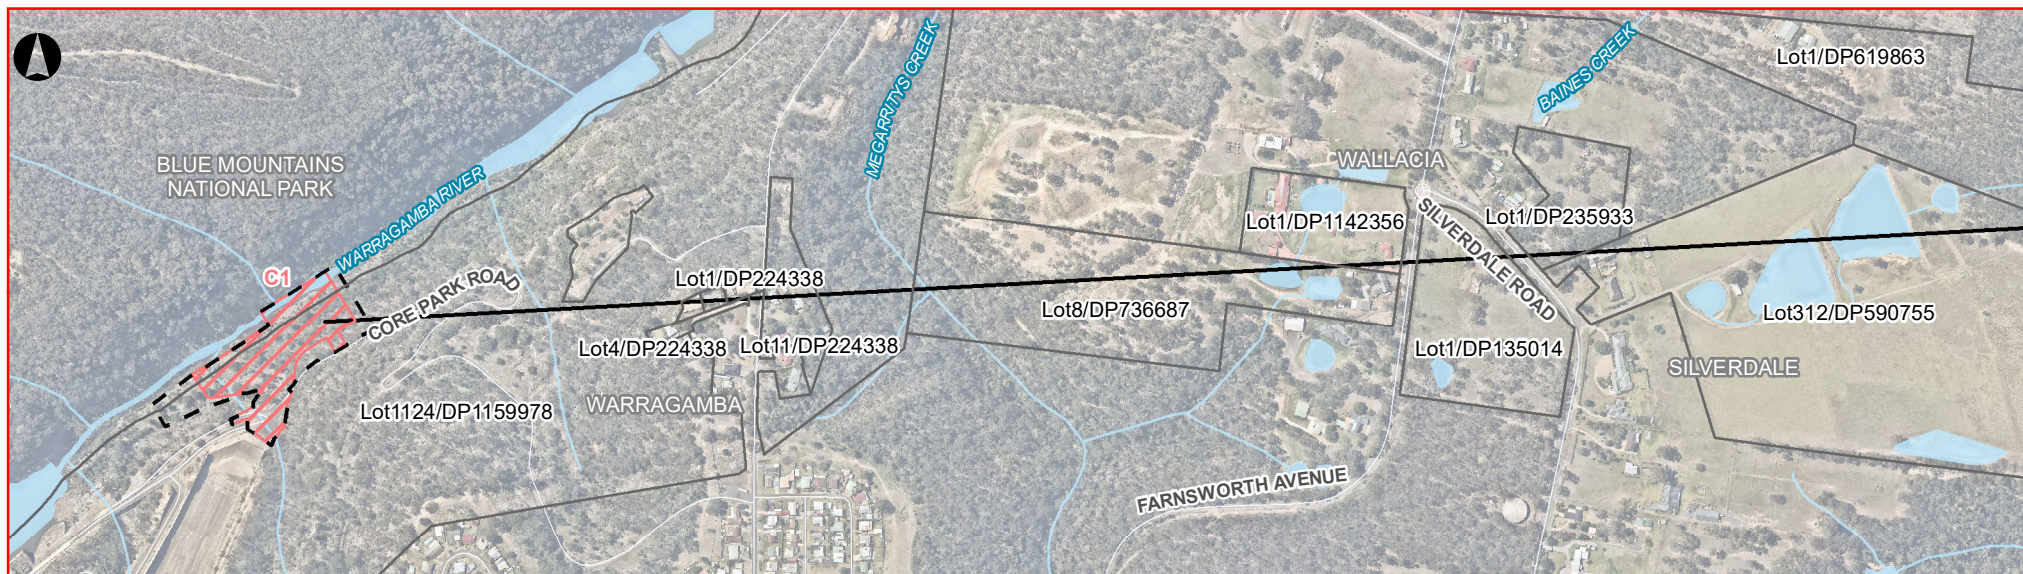 Lot1/DP619863
BAINES CREEK
MEGARRITYS CREEK
BLUE MOUNTAINS
NATIONAL PARK
WALLACIA
WARRAGAMBA RIVER
Lot1/DP1142356
Lot1/DP235933
SILVERDALE ROAD
C1
CORE PARK ROAD
Lot1/DP224338
Lot8/DP736687
Lot312/DP590755
Lot4/DP224338
Lot11/DP224338
Lot1/DP135014
SILVERDALE
WARRAGAMBA
Lot1124/DP1159978
FARNSWORTH AVENUE